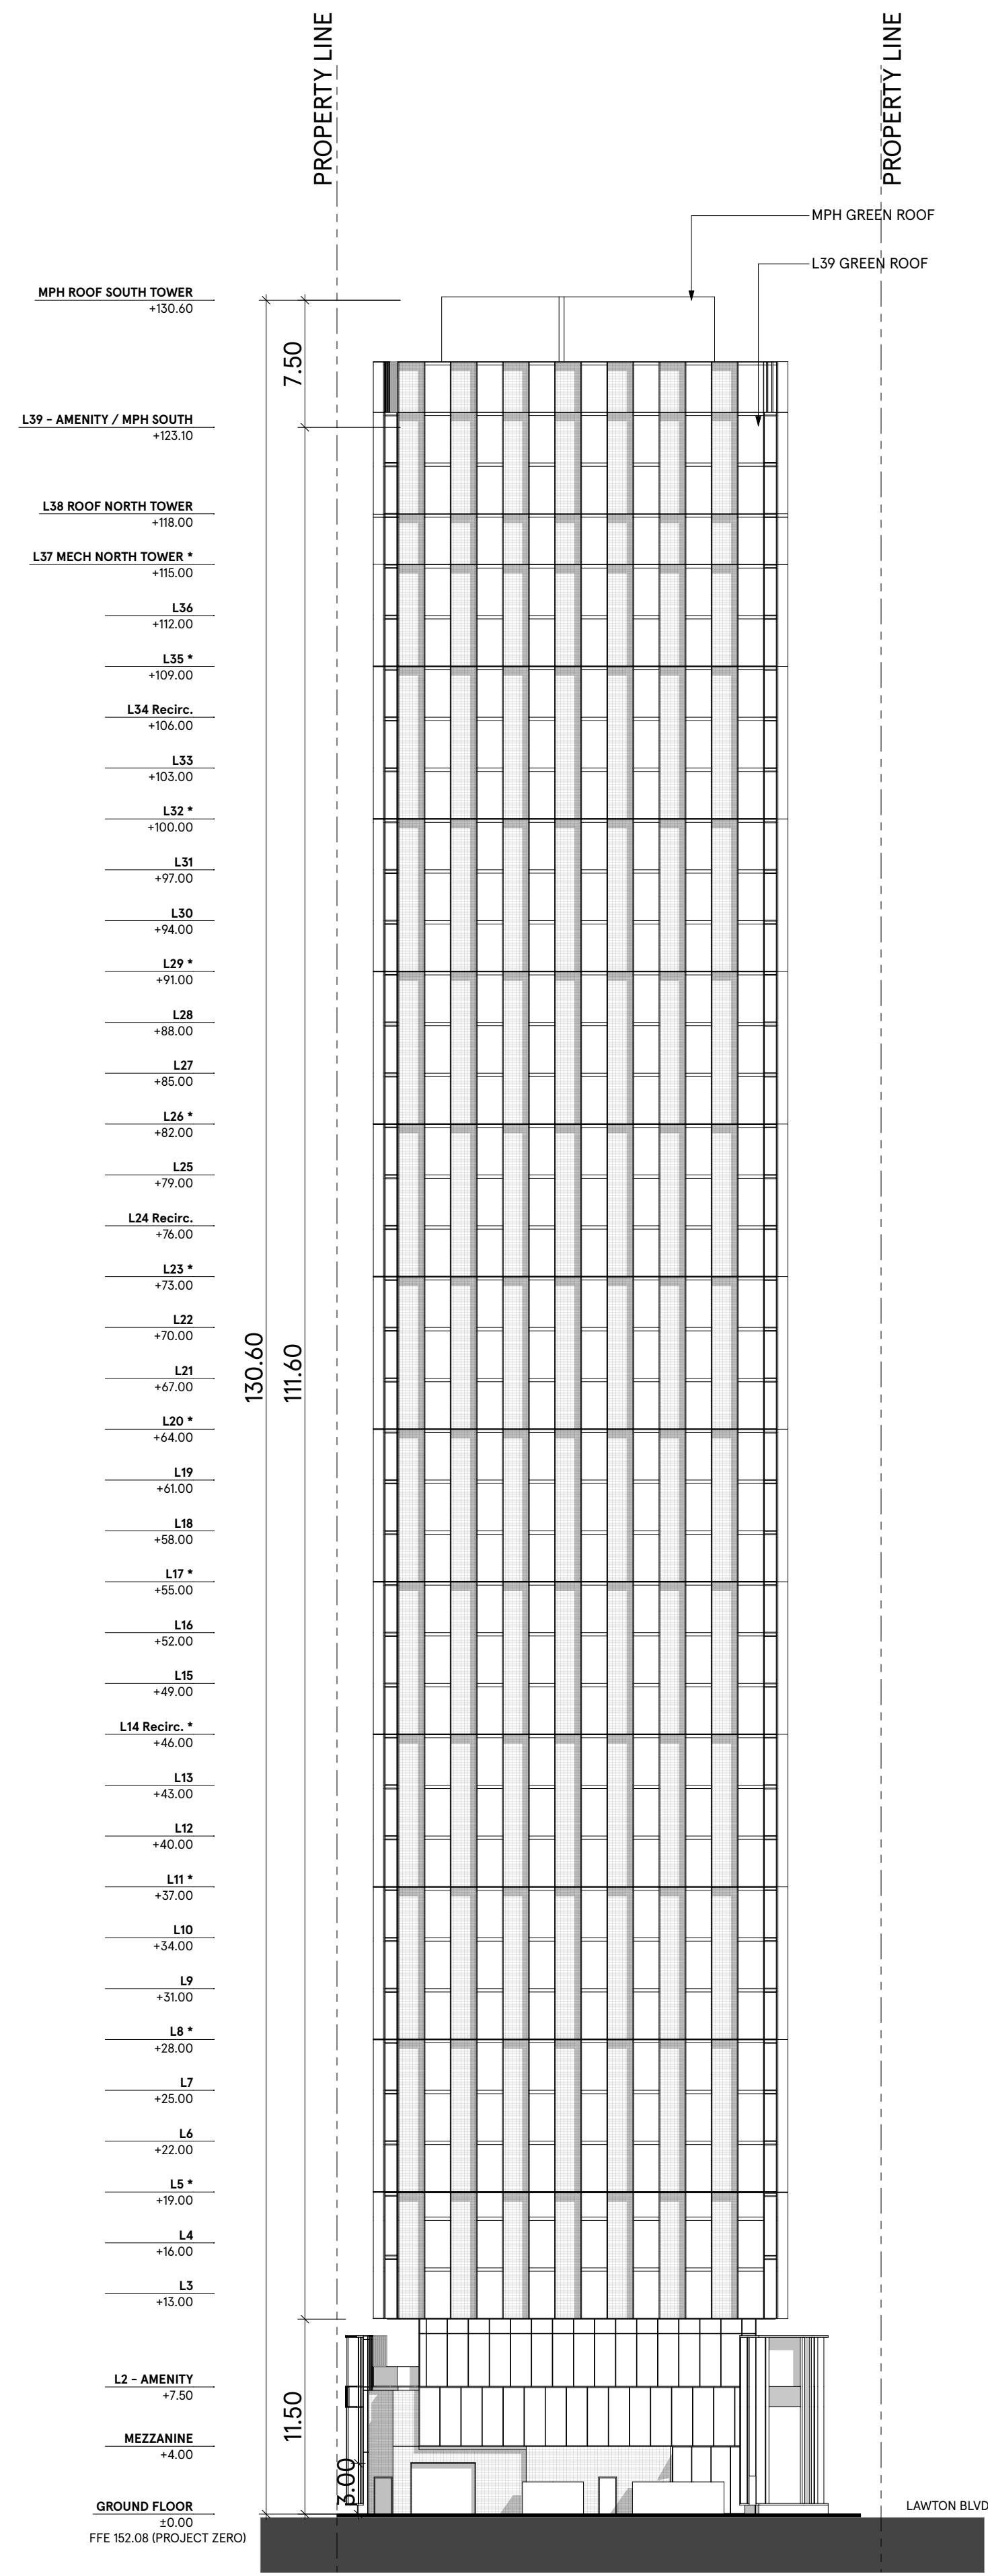 PROPERTY LINE
PROPERTY LINE
MPH GREEN ROOF
L39 GREEN ROOF
MPH ROOF SOUTH TOWER
+130.60
7.50
L39 - AMENITY / MPH SOUTH
+123.10
L38 ROOF NORTH TOWER
+118.00
L37 MECH NORTH TOWER *
+115.00
L36
+112.00
L35 *
+109.00
L34 Recirc.
+106.00
L33
+103.00
L32 *
+100.00
L31
+97.00
L30
+94.00
L29 *
+91.00
L28
+88.00
L27
+85.00
L26 *
+82.00
L25
+79.00
L24 Recirc.
+76.00
L23 *
+73.00
L22
+70.00
130.60
111.60
L21
+67.00
L20 *
+64.00
L19
+61.00
L18
+58.00
L17 *
+55.00
L16
+52.00
L15
+49.00
L14 Recirc. *
+46.00
L13
+43.00
L12
+40.00
L11 *
+37.00
L10
+34.00
L9
+31.00
L8 *
+28.00
L7
+25.00
L6
+22.00
L5 *
+19.00
L4
+16.00
L3
+13.00
L2 - AMENITY
+7.50
11.50
MEZZANINE
+4.00
3.00
GROUND FLOOR
±0.00
FFE 152.08 (PROJECT ZERO)
LAWTON BLVD